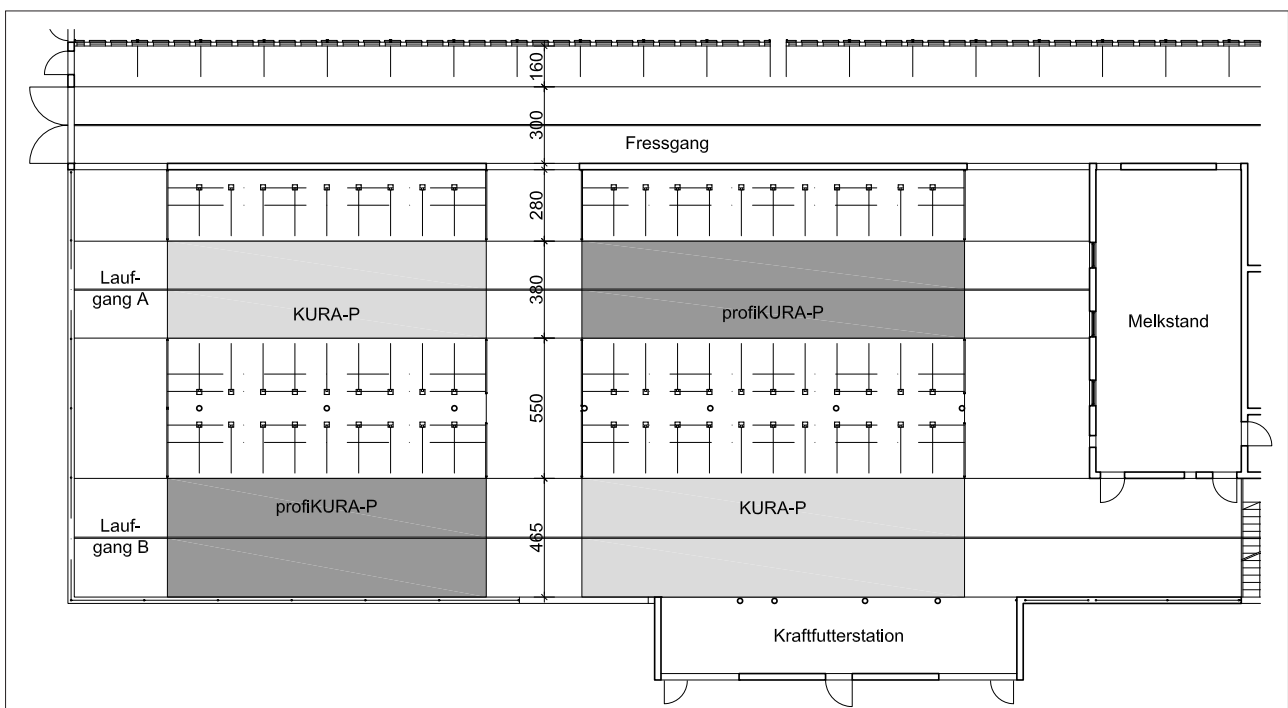 160
300
Fressgang
280
Lauf-
gang A
380
KURA-P
profiKURA-P
Melkstand
550
profiKURA-P
KURA-P
Lauf-
gang B
465
Kraftfutterstation